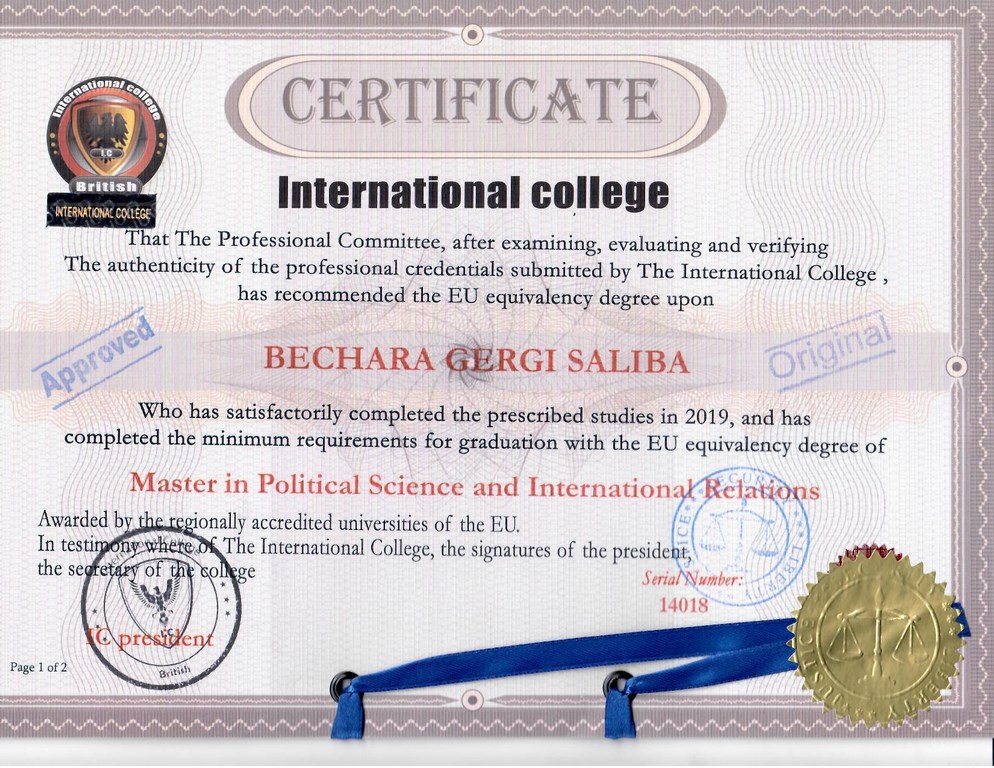 CERTIFICATE
International college
I.C
British
INTERNATIONAL COLLEGE
International college
That The Professional Committee, after examining, evaluating and verifying
The authenticity of the professional credentials submitted by The International College ,
has recommended the EU equivalency degree upon
Approved
Original
BECHARA GERGI SALIBA
Who has satisfactorily completed the prescribed studies in 2019, and has
completed the minimum requirements for graduation with the EU equivalency degree of
Master in Political Science and International Relations
Awarded by the regionally accredited universities of the EU.
In testimony where of The International College, the signatures of the president,
the secretary of the college
SECURITY LIBERTY JUSTICE
Serial Number:
14018
IC president
British
Page 1 of 2
LIBERTY JUSTICE